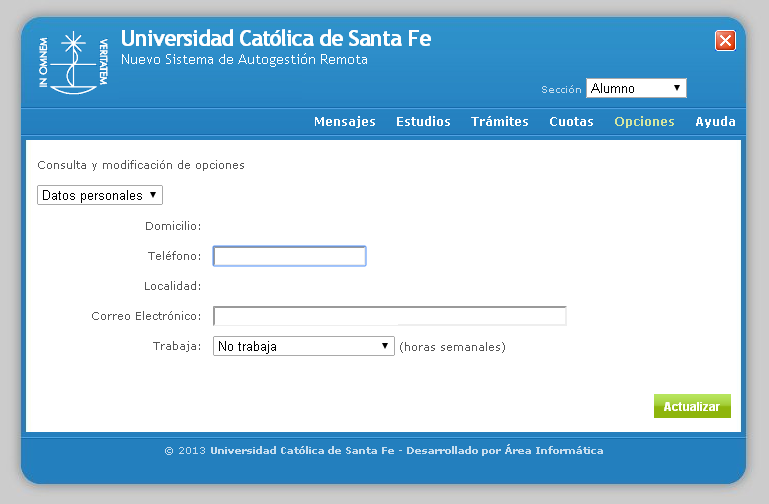 IN OMNEM
VERITATEM
Universidad Católica de Santa Fe
Nuevo Sistema de Autogestión Remota
Sección Alumno
Mensajes Estudios Trámites Cuotas Opciones Ayuda
Consulta y modificación de opciones
Datos personales
Domicilio:
Teléfono:
Localidad:
Correo Electrónico:
Trabaja: No trabaja (horas semanales)
Actualizar
© 2013 Universidad Católica de Santa Fe - Desarrollado por Área Informática